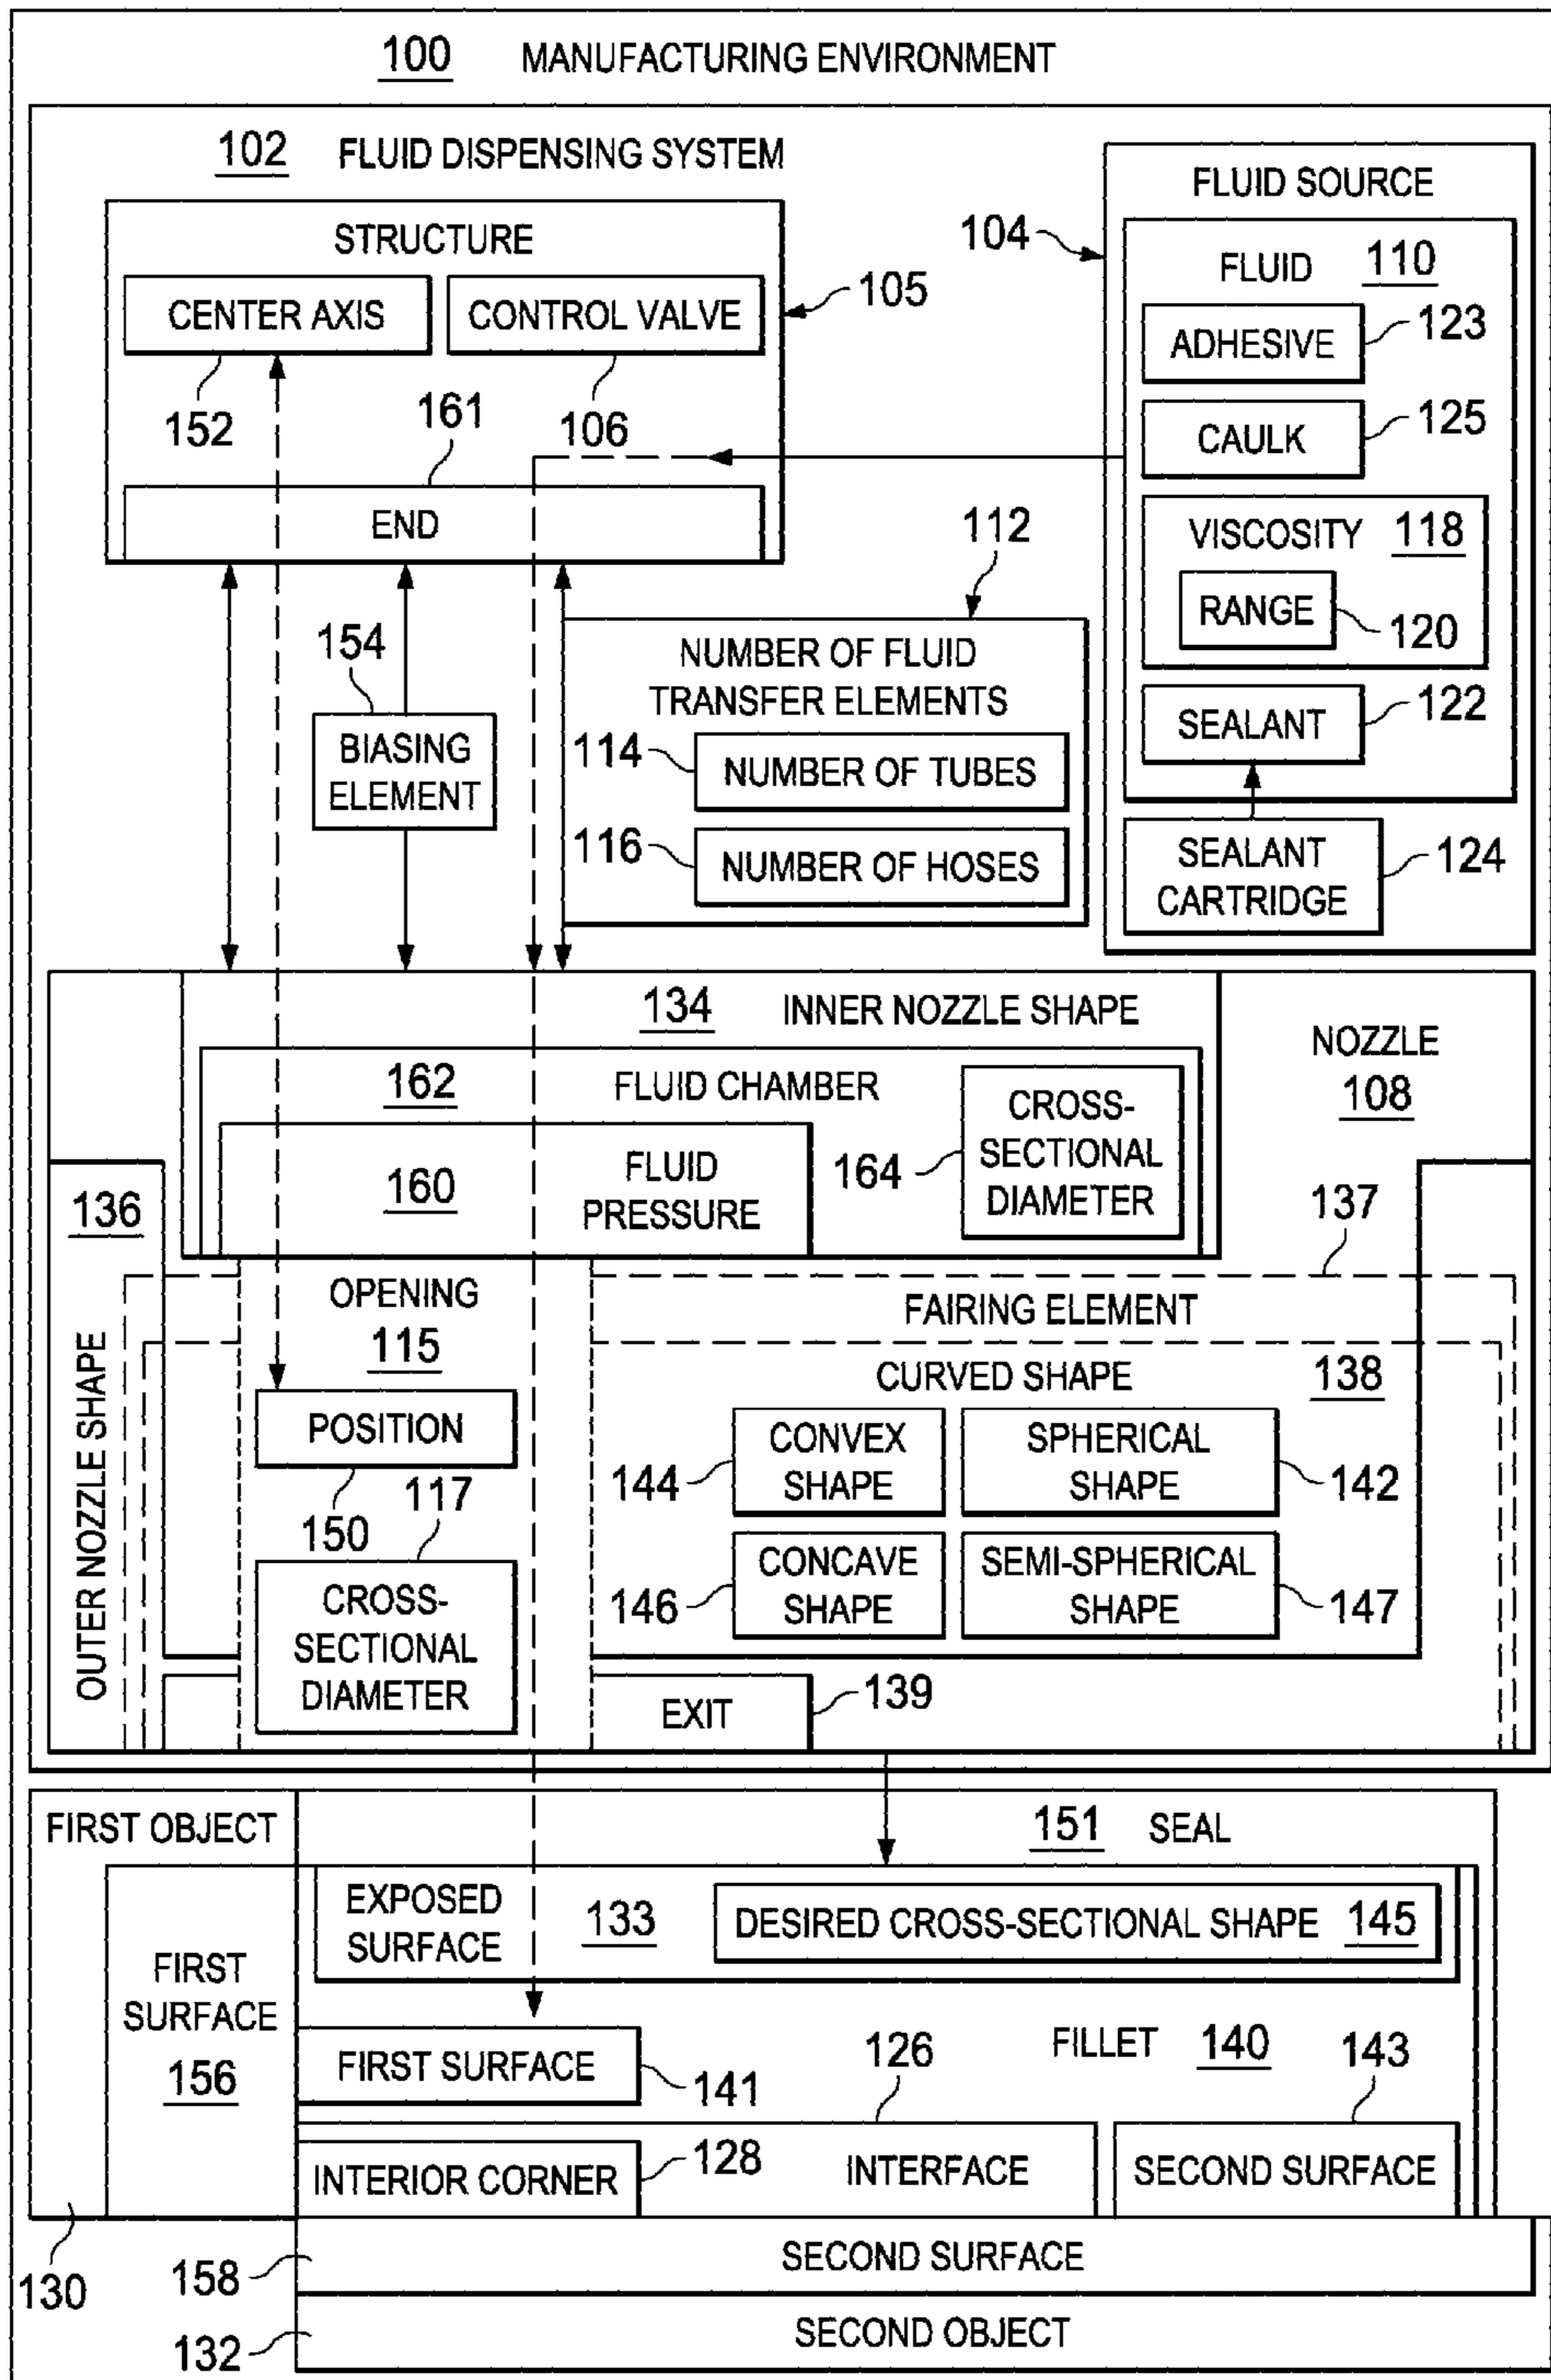 100 MANUFACTURING ENVIRONMENT
102 FLUID DISPENSING SYSTEM
STRUCTURE
CENTER AXIS
CONTROL VALVE
105
152
106
161
END
104
FLUID SOURCE
FLUID 110
ADHESIVE
123
CAULK
125
VISCOSITY 118
RANGE
120
SEALANT
122
SEALANT
CARTRIDGE
124
112
NUMBER OF FLUID
TRANSFER ELEMENTS
114
NUMBER OF TUBES
116
NUMBER OF HOSES
154
BIASING
ELEMENT
134 INNER NOZZLE SHAPE
NOZZLE
108
162 FLUID CHAMBER
160
FLUID
PRESSURE
164
CROSS-
SECTIONAL
DIAMETER
136
OUTER NOZZLE SHAPE
137
OPENING
115
POSITION
150
117
CROSS-
SECTIONAL
DIAMETER
FAIRING ELEMENT
CURVED SHAPE 138
144
CONVEX
SHAPE
SPHERICAL
SHAPE
142
146
CONCAVE
SHAPE
SEMI-SPHERICAL
SHAPE
147
EXIT
139
FIRST OBJECT
151 SEAL
EXPOSED
SURFACE
133
DESIRED CROSS-SECTIONAL SHAPE 145
FIRST
SURFACE
156
FIRST SURFACE
141
FILLET 140
126
143
INTERIOR CORNER
128
INTERFACE
SECOND SURFACE
130
158
SECOND SURFACE
132
SECOND OBJECT